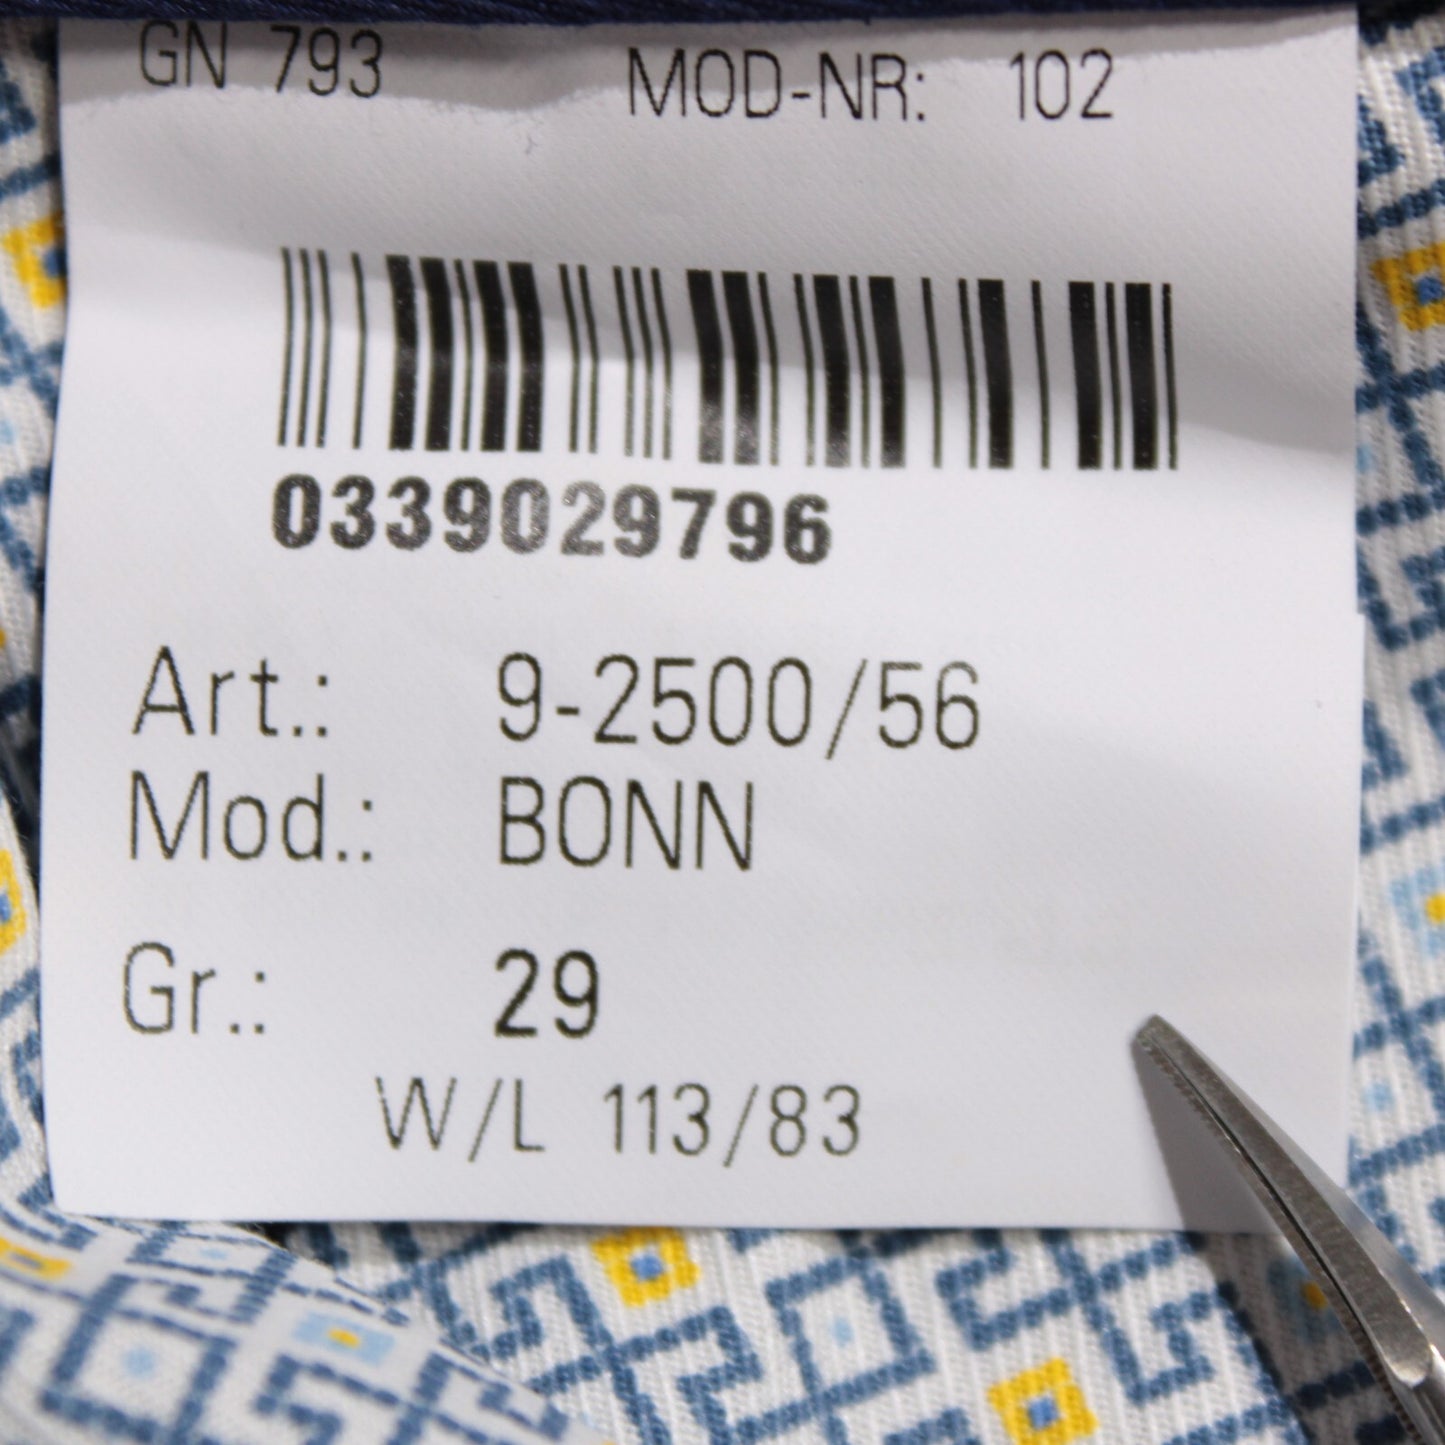 GN 793 MOD-NR: 102
0339029796
Art.: 9-2500/56
Mod.: BONN
Gr.: 29
W/L 113/83